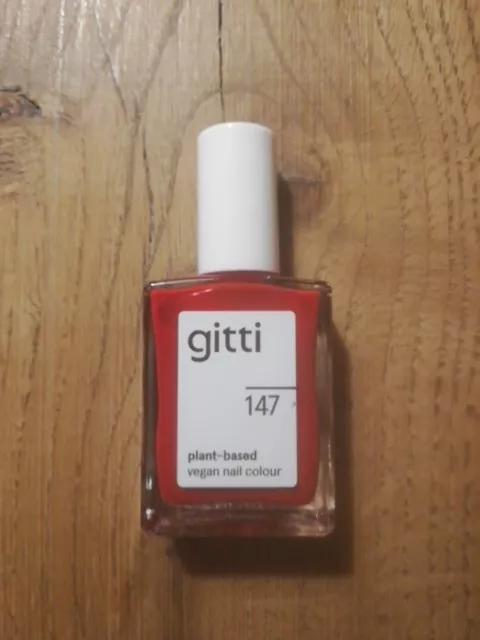 gitti
147
plant-based
vegan nail colour